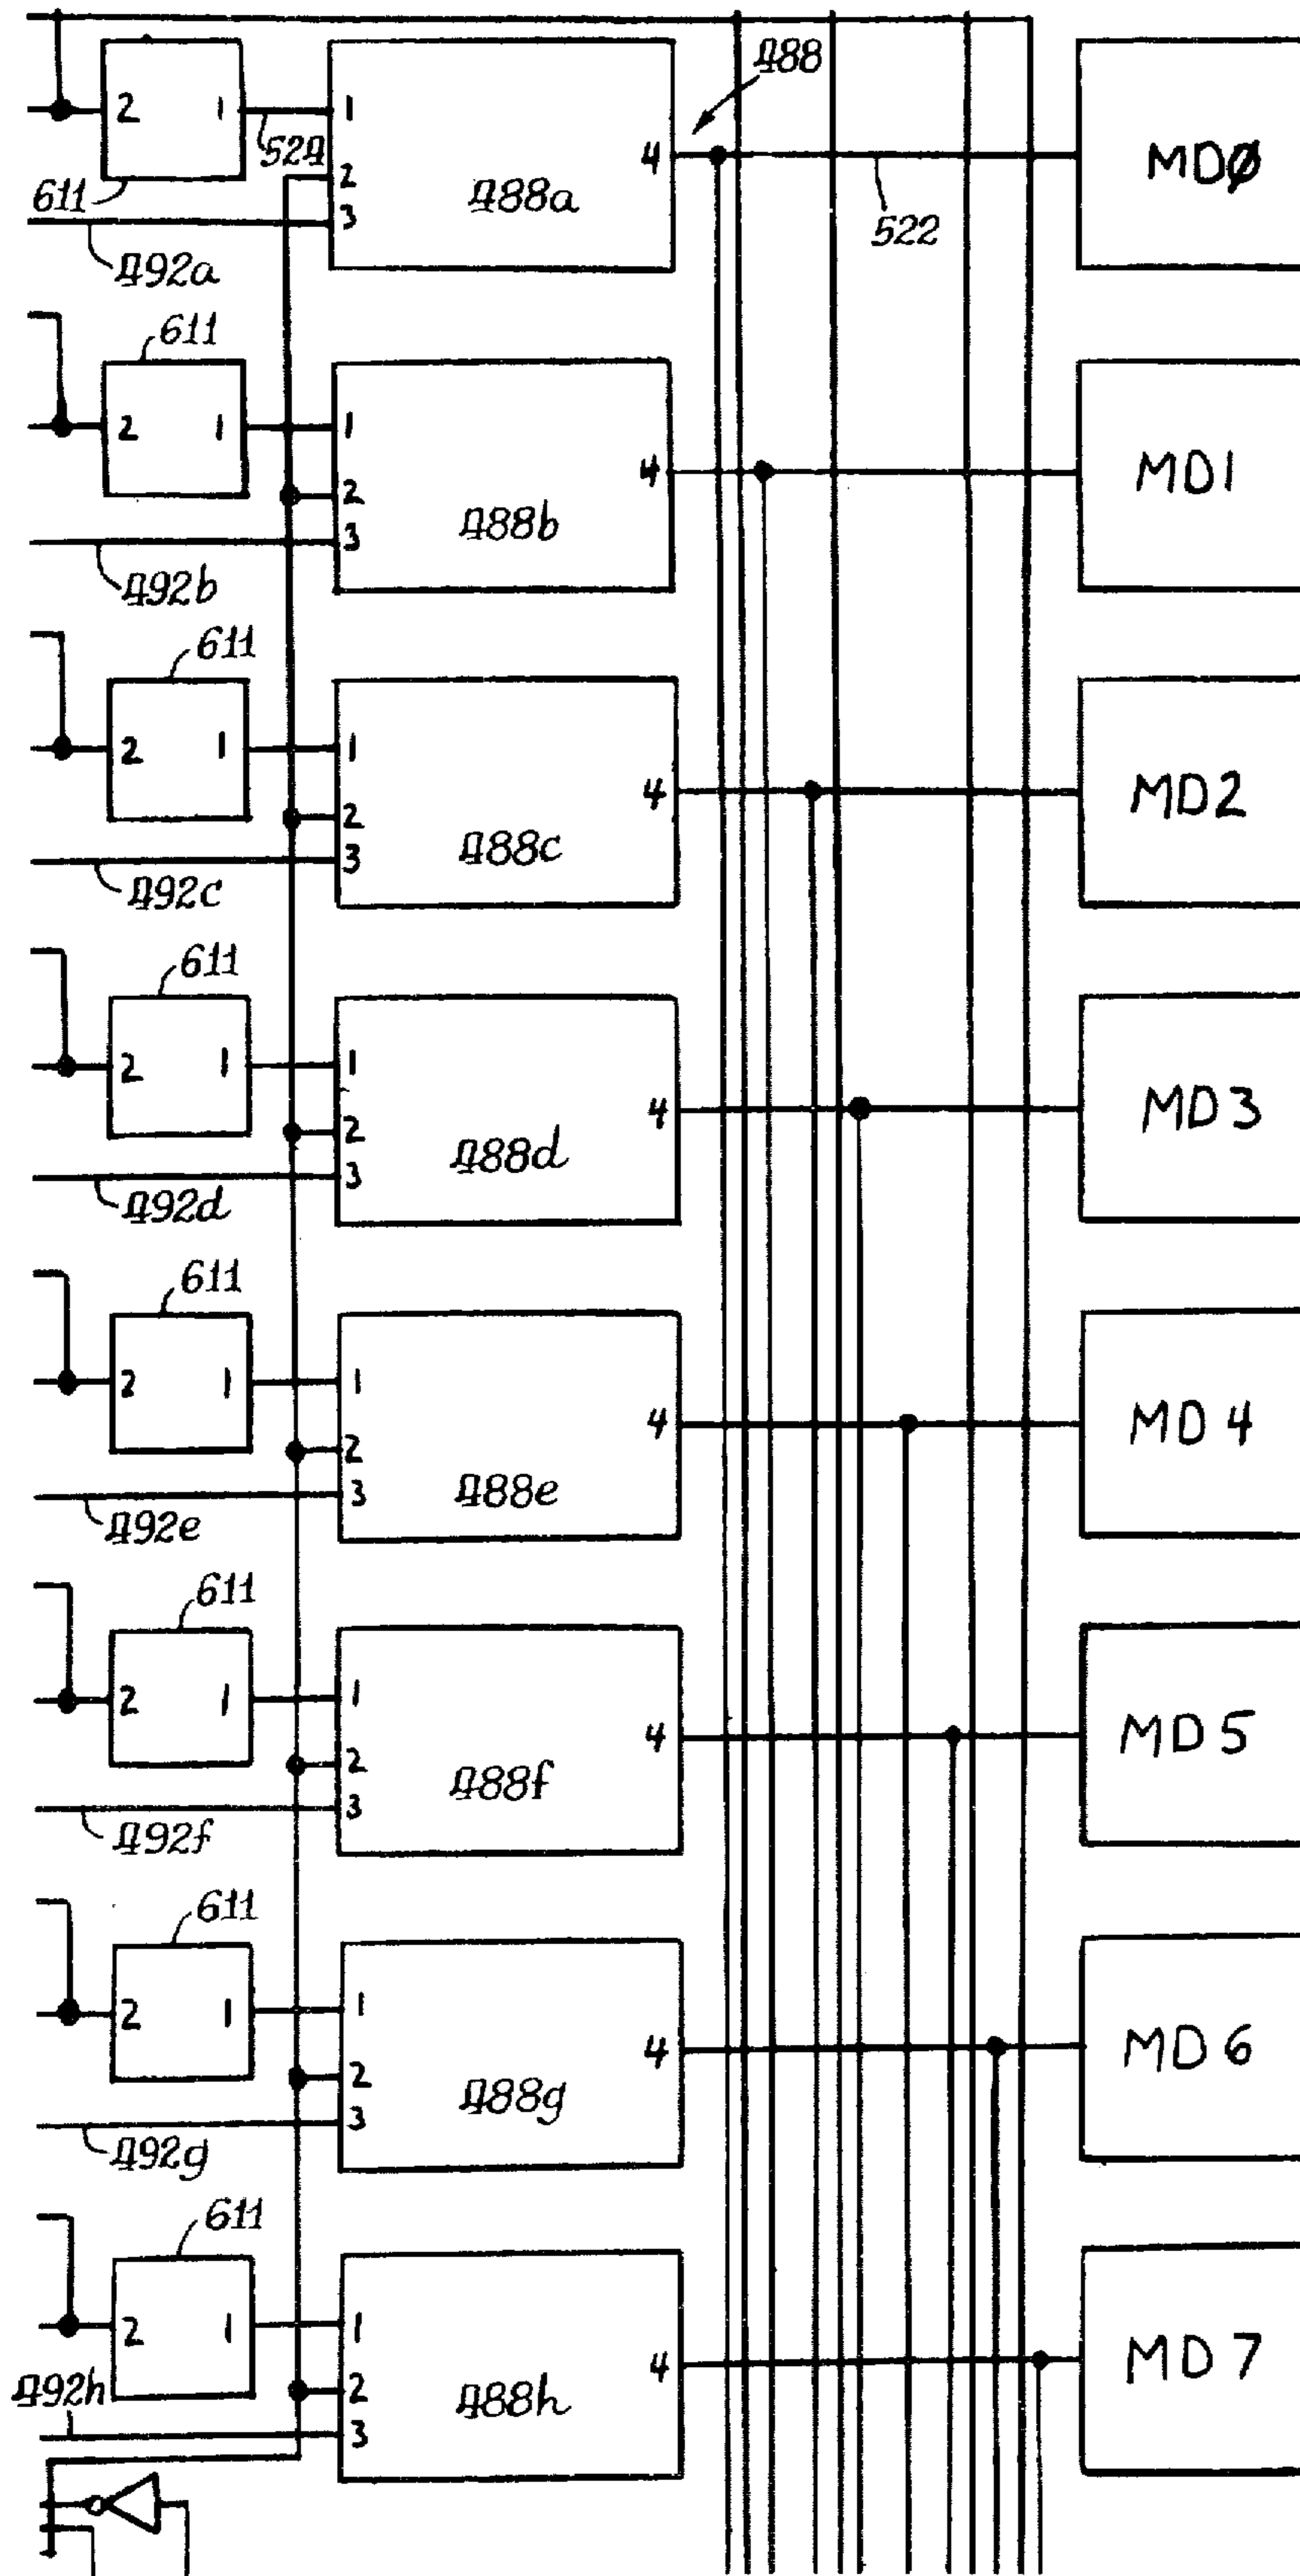 488
2 1 524 1 4 MDØ
2 488a
611 3 522
492a
611
2 1 1 4 MD1
2 488b
3
492b
611
2 1 1 4 MD2
2 488c
3
492c
611
2 1 1 4 MD3
2 488d
3
492d
611
2 1 1 4 MD4
2 488e
3
492e
611
2 1 1 4 MD5
2 488f
3
492f
611
2 1 1 4 MD6
2 488g
3
492g
611
2 1 1 4 MD7
492h 2 488h
3